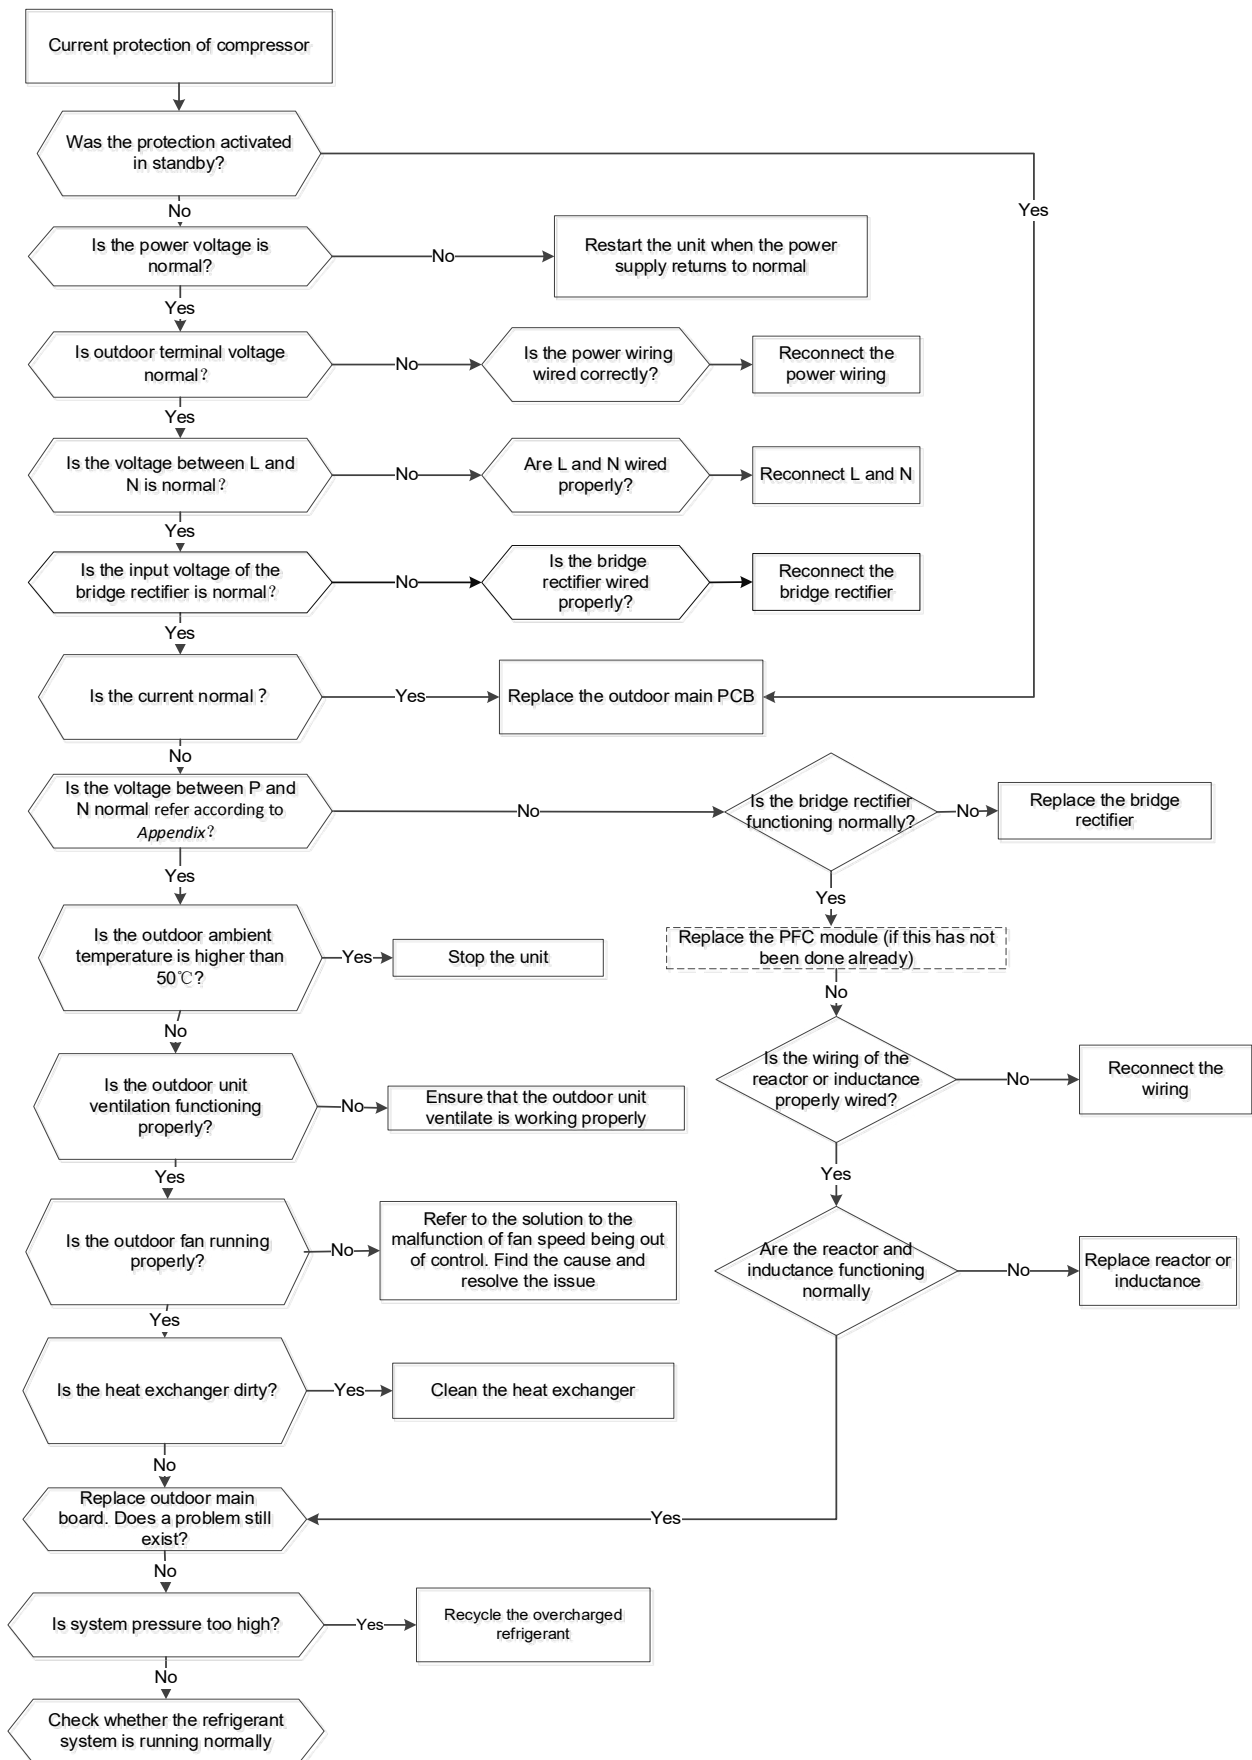 Current protection of compressor
Was the protection activated
in standby?
Yes
No
Is the power voltage is
normal?
No
Restart the unit when the power
supply returns to normal
Yes
Is outdoor terminal voltage
normal?
No
Is the power wiring
wired correctly?
Reconnect the
power wiring
Yes
Is the voltage between L and
N is normal?
No
Are L and N wired
properly?
Reconnect L and N
Yes
Is the input voltage of the
bridge rectifier is normal?
No
Is the bridge
rectifier wired
properly?
Reconnect the
bridge rectifier
Yes
Is the current normal?
Yes
Replace the outdoor main PCB
No
Is the voltage between P and
N normal refer according to
Appendix?
No
Is the bridge rectifier
functioning normally?
No
Replace the bridge
rectifier
Yes
Yes
Replace the PFC module (if this has not
been done already)
Is the outdoor ambient
temperature is higher than
50℃?
Yes
Stop the unit
No
No
Is the wiring of the
reactor or inductance
properly wired?
No
Reconnect the
wiring
Is the outdoor unit
ventilation functioning
properly?
No
Ensure that the outdoor unit
ventilate is working properly
Yes
Yes
Is the outdoor fan running
properly?
No
Refer to the solution to the
malfunction of fan speed being out
of control. Find the cause and
resolve the issue
Are the reactor and
inductance functioning
normally
No
Replace reactor or
inductance
Yes
Is the heat exchanger dirty?
Yes
Clean the heat exchanger
No
Replace outdoor main
board. Does a problem still
exist?
Yes
No
Is system pressure too high?
Yes
Recycle the overcharged
refrigerant
No
Check whether the refrigerant
system is running normally